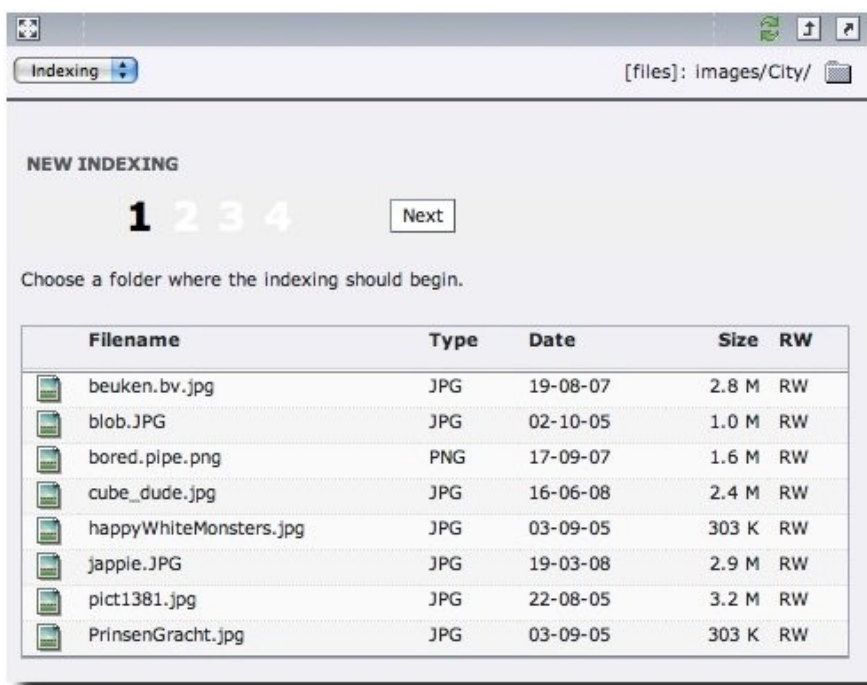 Indexing [files]: images/City/
NEW INDEXING
1 2 3 4 Next
Choose a folder where the indexing should begin.
Filename Type Date Size RW
beuken.bv.jpg JPG 19-08-07 2.8 M RW
blob.JPG JPG 02-10-05 1.0 M RW
bored.pipe.png PNG 17-09-07 1.6 M RW
cube_dude.jpg JPG 16-06-08 2.4 M RW
happyWhiteMonsters.jpg JPG 03-09-05 303 K RW
jappie.JPG JPG 19-03-08 2.9 M RW
pict1381.jpg JPG 22-08-05 3.2 M RW
PrinsenGracht.jpg JPG 03-09-05 303 K RW